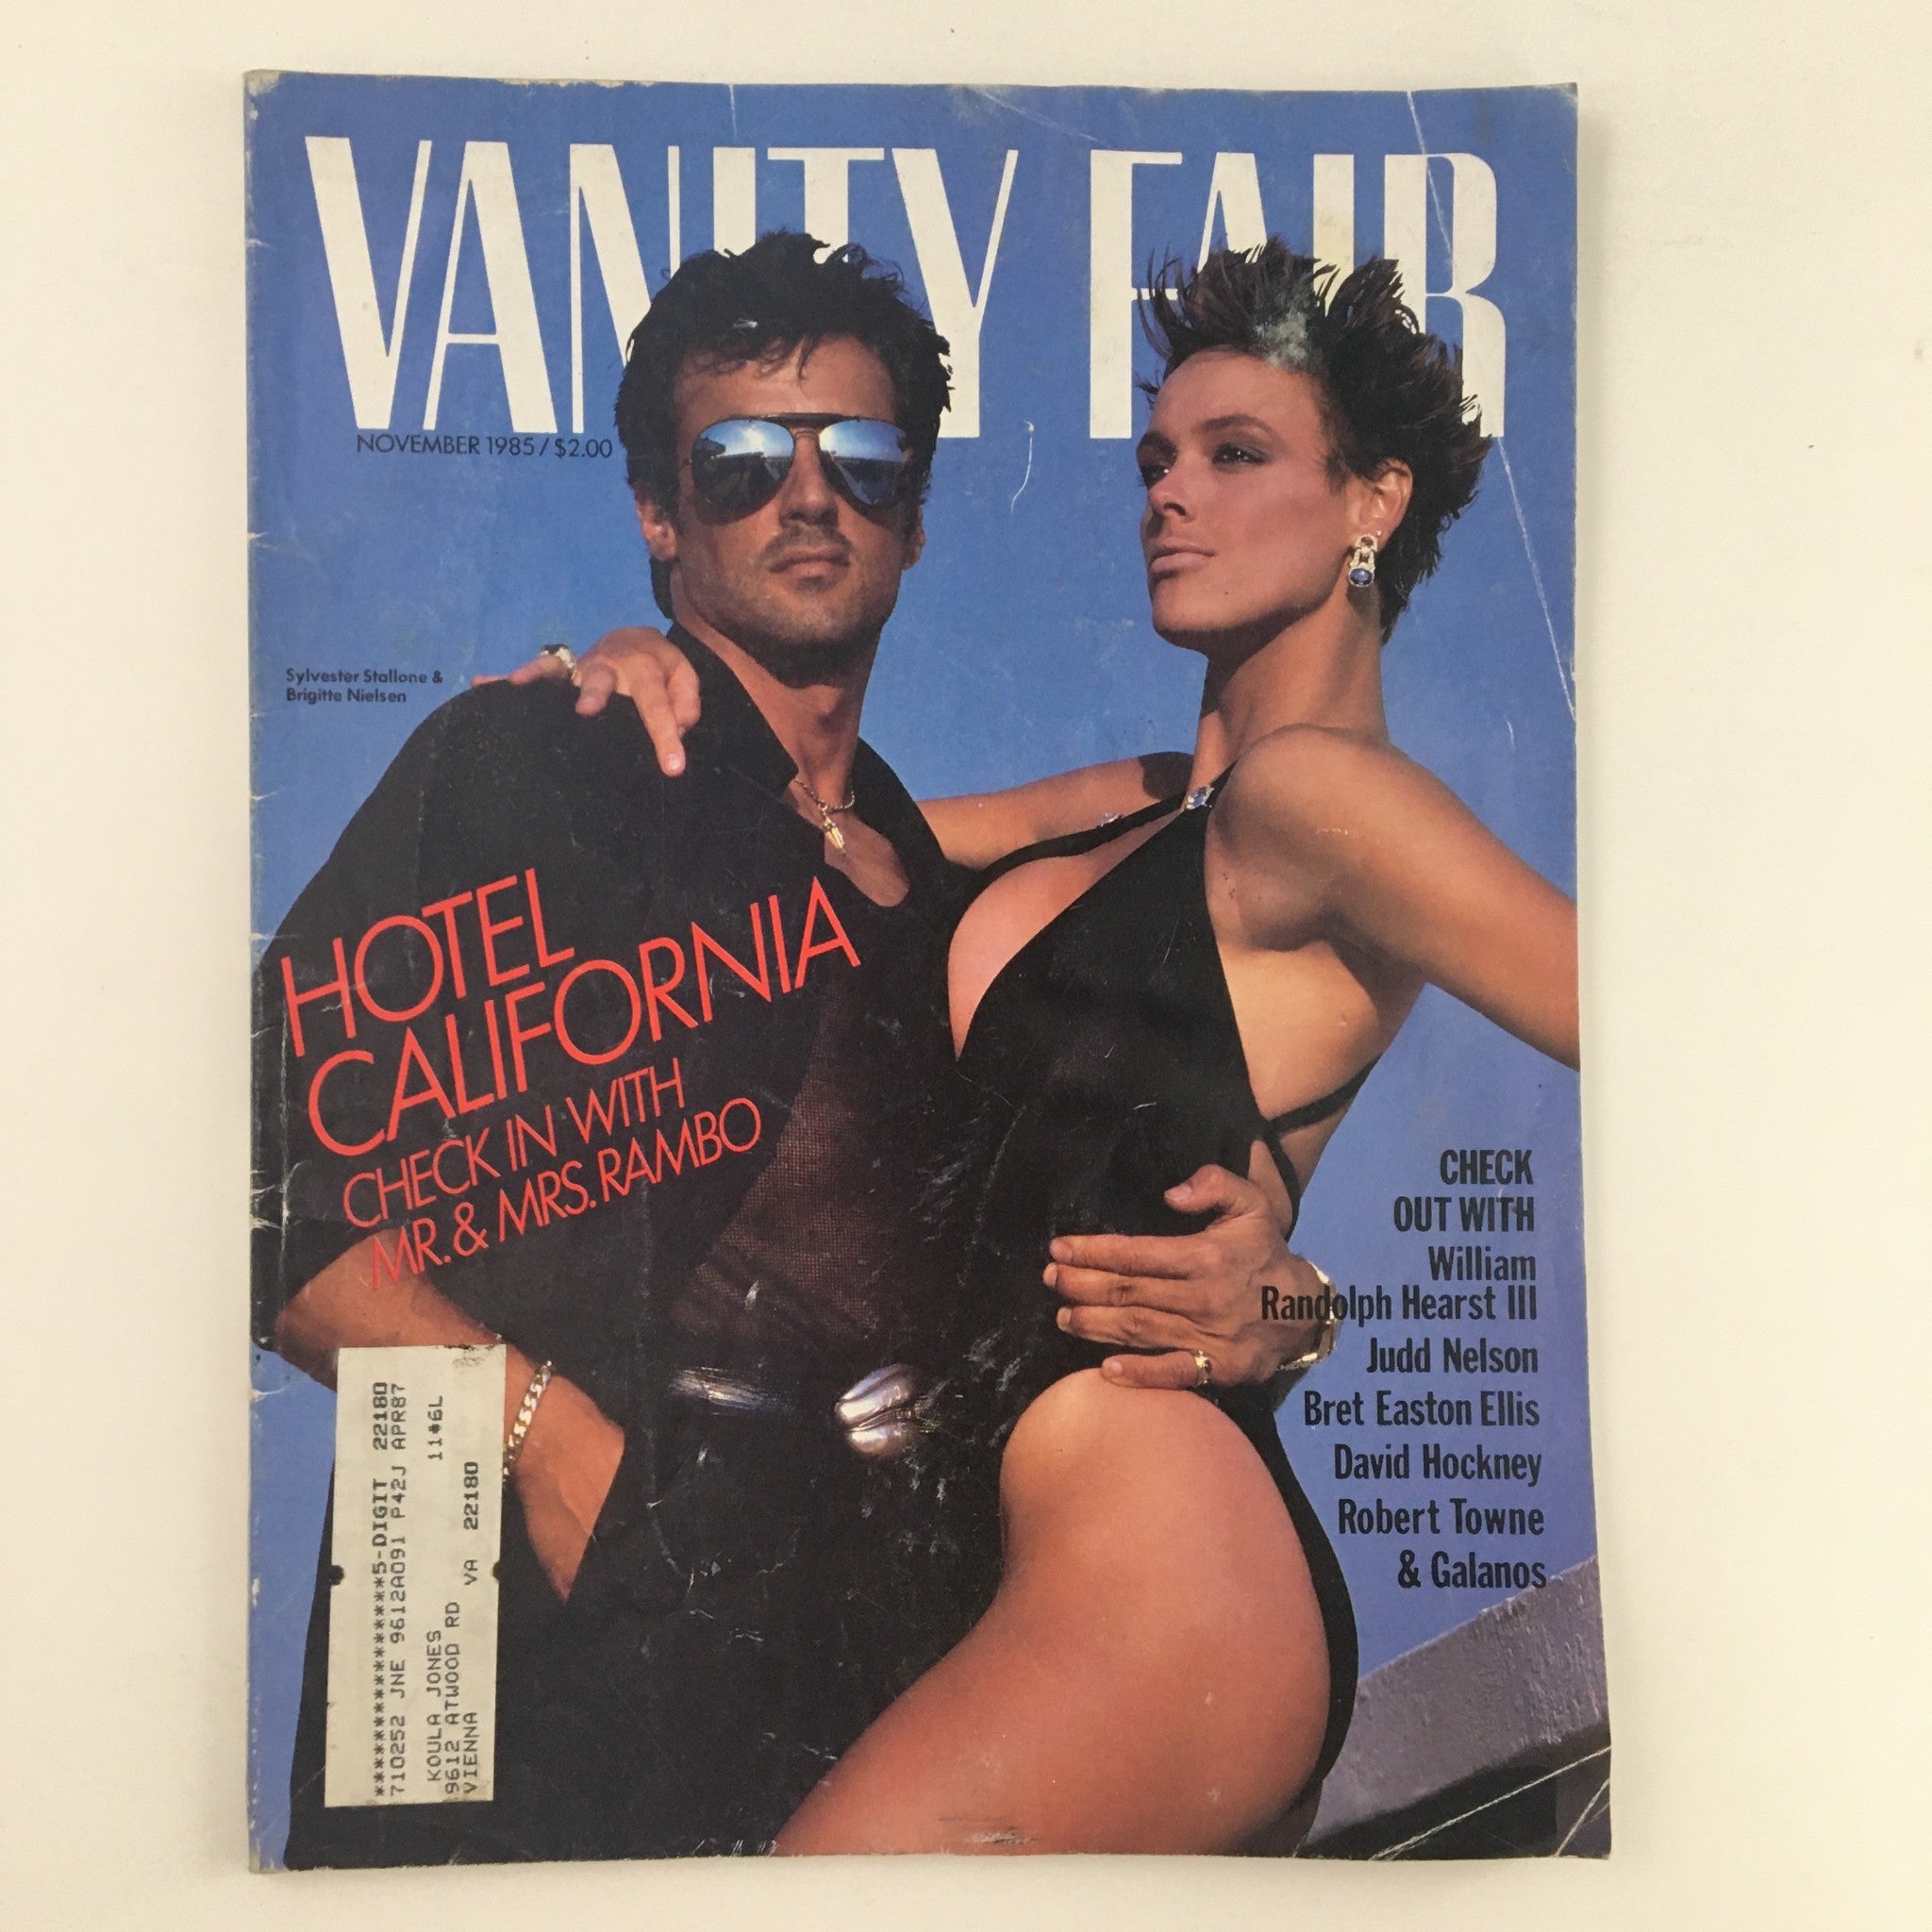 VANITY FAIR
NOVEMBER 1985 / $2.00
Sylvester Stallone &
Brigitte Nielsen
HOTEL
CALIFORNIA
CHECK IN WITH
MR. & MRS. RAMBO
CHECK
OUT WITH
William
Randolph Hearst III
Judd Nelson
Bret Easton Ellis
David Hockney
Robert Towne
& Galanos
5-DIGIT 22180
710252 JNE 9612A091 P42J APR87
11*6L
KOULA JONES
9612 ATWOOD RD
VIENNA VA 22180